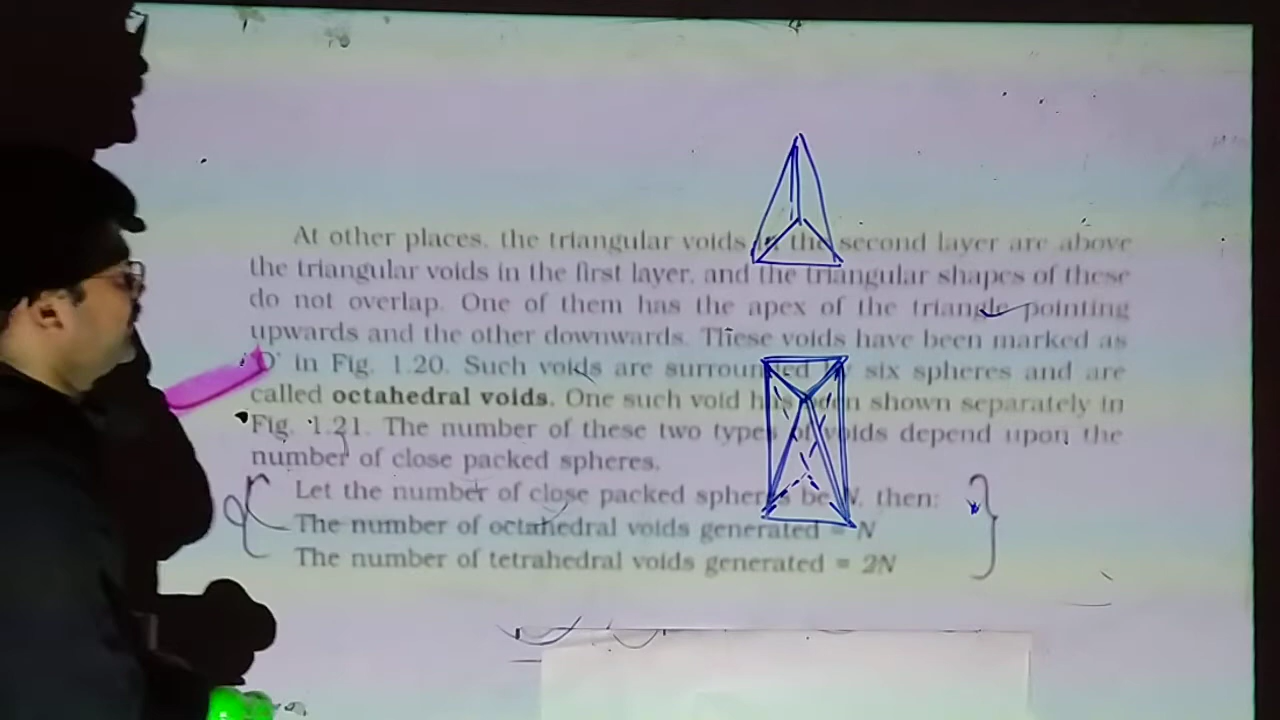 At other places, the triangular voids in the second layer are above
the triangular voids in the first layer, and the triangular shapes of these
do not overlap. One of them has the apex of the triangle pointing
upwards and the other downwards. These voids have been marked as
'O' in Fig. 1.20. Such voids are surrounded by six spheres and are
called octahedral voids. One such void has been shown separately in
Fig. 1.21. The number of these two types of voids depend upon the
number of close packed spheres.
Let the number of close packed spheres be N, then:
The number of octahedral voids generated = N
The number of tetrahedral voids generated = 2N